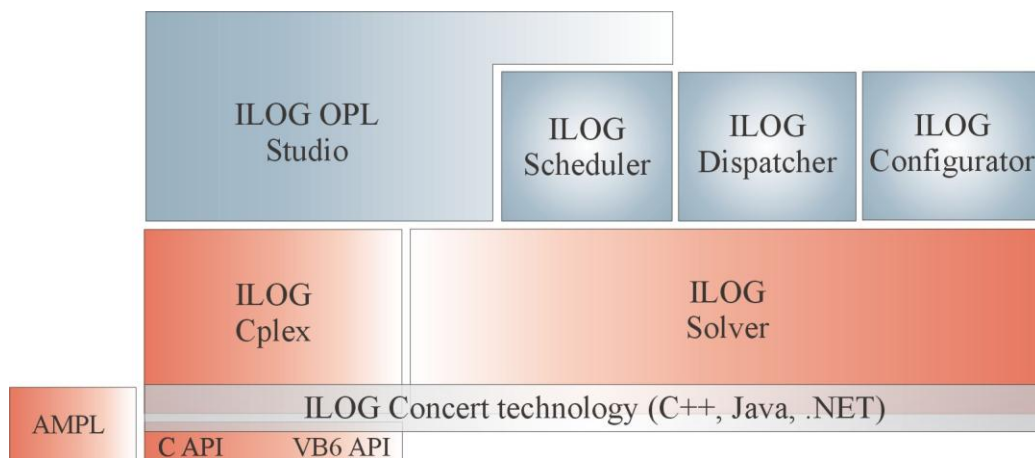 ILOG OPL
Studio
ILOG
Scheduler
ILOG
Dispatcher
ILOG
Configurator
ILOG
Cplex
ILOG
Solver
ILOG Concert technology (C++, Java, .NET)
AMPL
C API
VB6 API